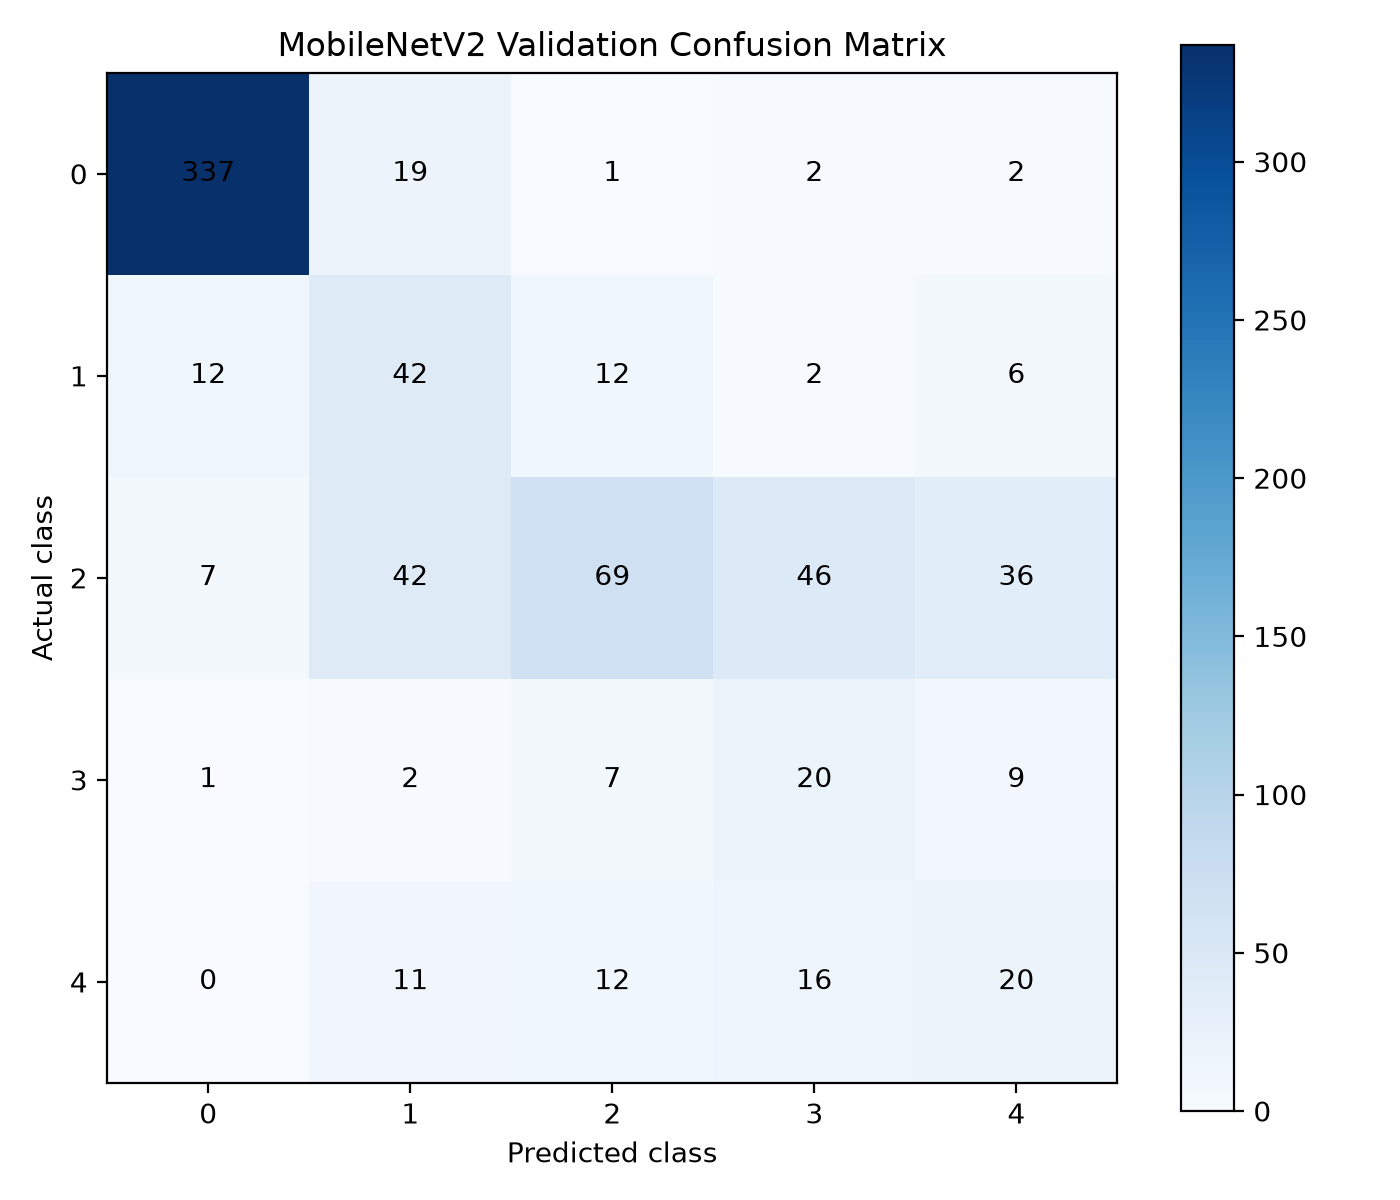 MobileNetV2 Validation Confusion Matrix
0 337 19 1 2 2
1 12 42 12 2 6
2 7 42 69 46 36
3 1 2 7 20 9
4 0 11 12 16 20
0 1 2 3 4
Predicted class
Actual class
300
250
200
150
100
50
0